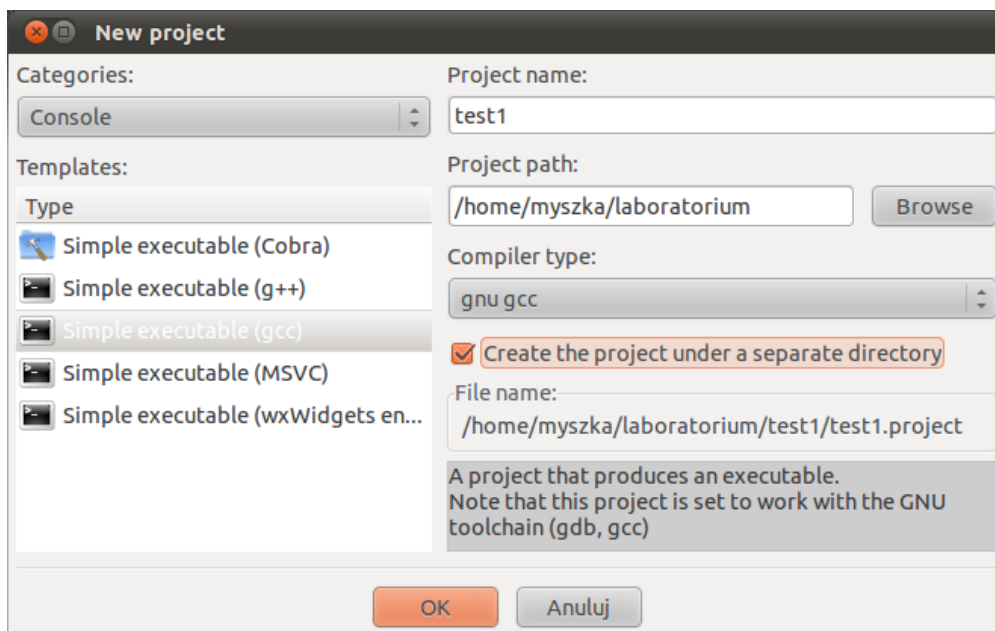 New project
Categories:
Console
Templates:
Type
Simple executable (Cobra)
Simple executable (g++)
Simple executable (gcc)
Simple executable (MSVC)
Simple executable (wxWidgets en...
Project name:
test1
Project path:
/home/myszka/laboratorium
Browse
Compiler type:
gnu gcc
Create the project under a separate directory
File name:
/home/myszka/laboratorium/test1/test1.project
A project that produces an executable.
Note that this project is set to work with the GNU
toolchain (gdb, gcc)
OK
Anuluj